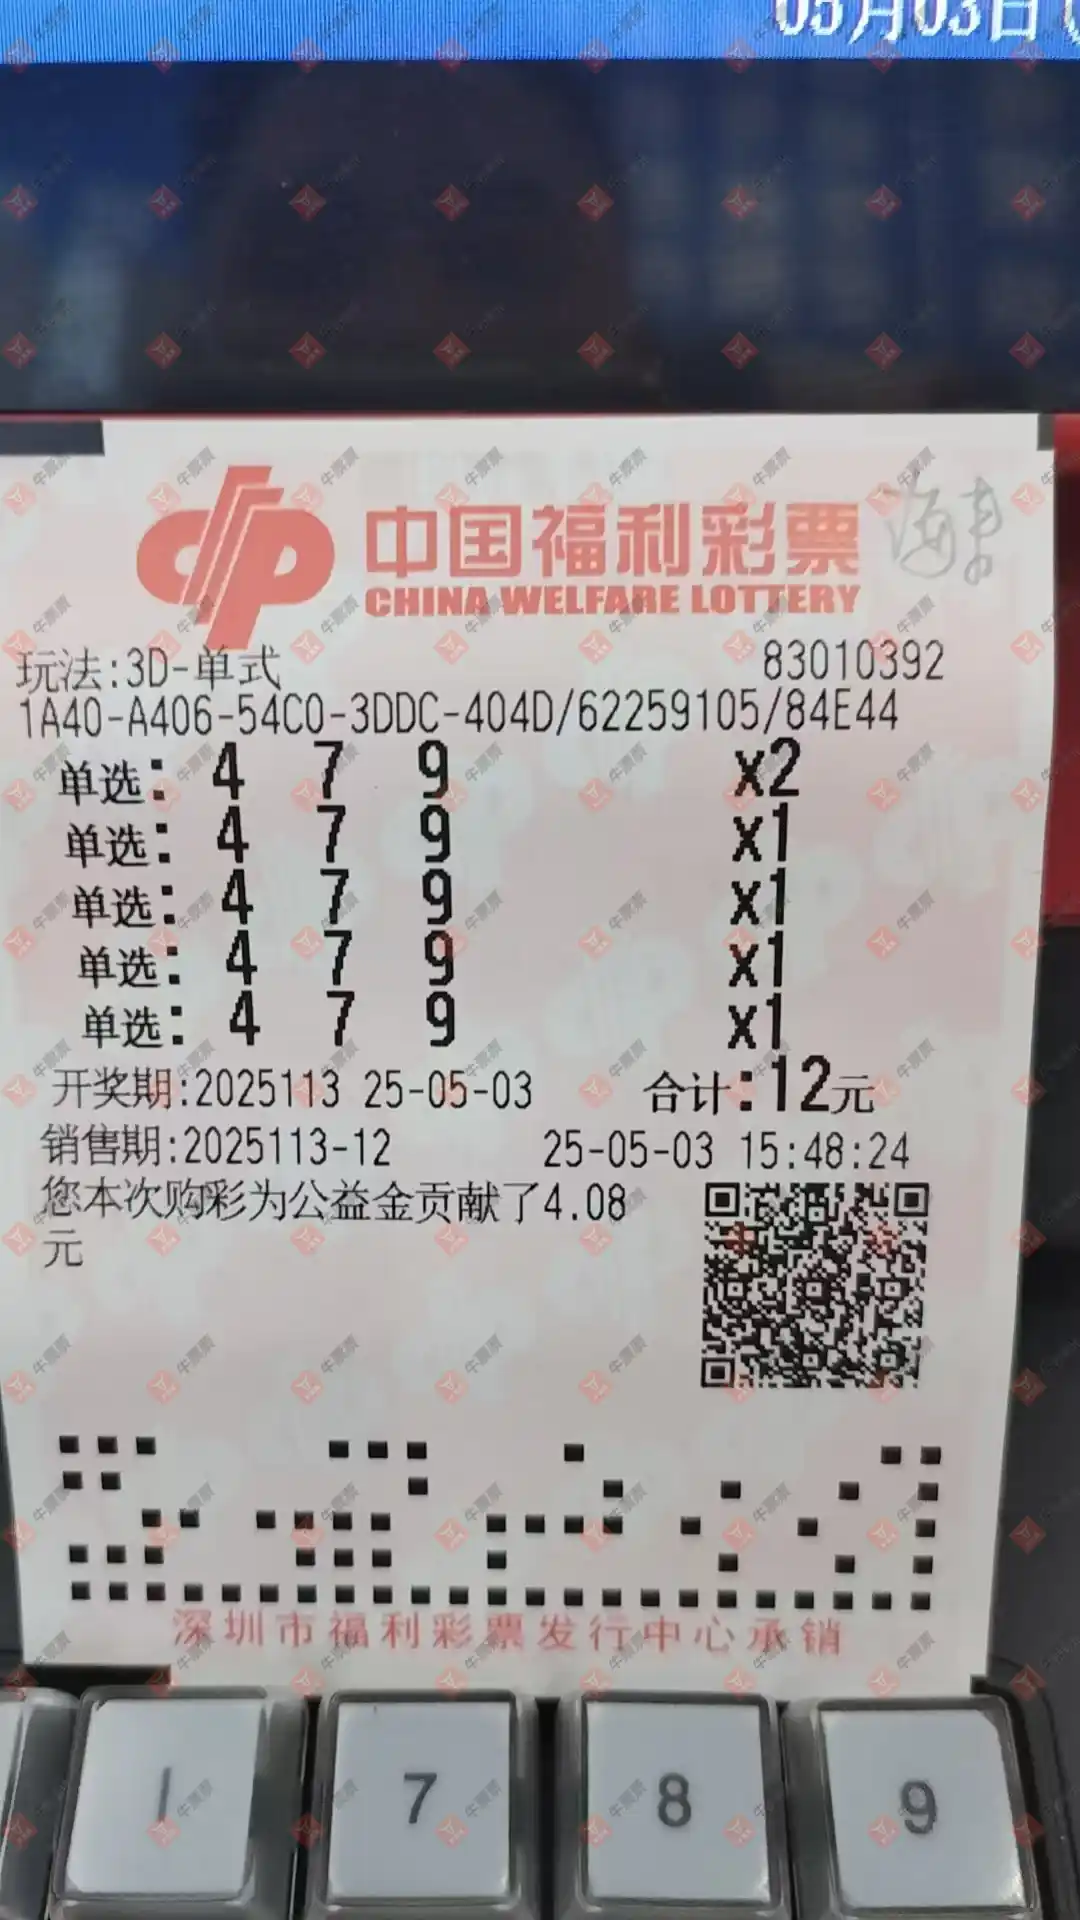 05月03日
中国福利彩票
CHINA WELFARE LOTTERY
玩法:3D-单式 83010392
1A40-A406-54C0-3DDC-404D/62259105/84E44
单选: 4 7 9 x2
单选: 4 7 9 x1
单选: 4 7 9 x1
单选: 4 7 9 x1
单选: 4 7 9 x1
开奖期:2025113 25-05-03 合计:12元
销售期:2025113-12 25-05-03 15:48:24
您本次购彩为公益金贡献了4.08
元
深圳市福利彩票发行中心承销
/ 7 8 9
牛票票